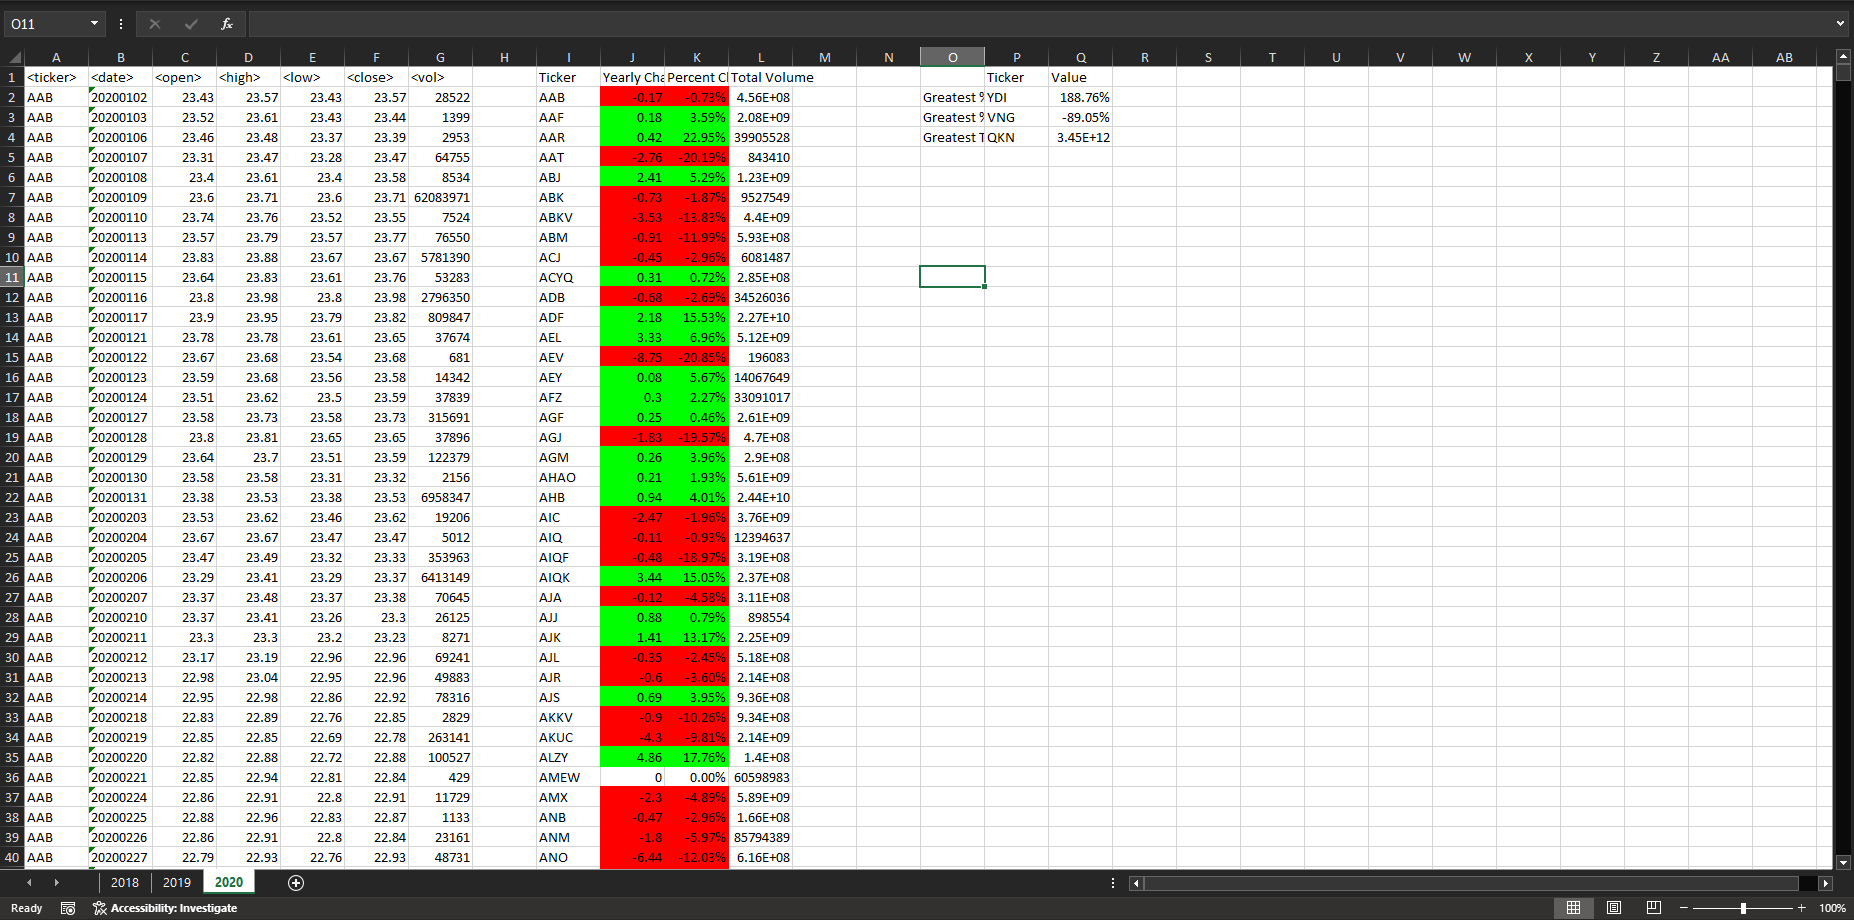 O11 fx
A B C D E F G H I J K L M N O P Q R S T U V W X Y Z AA AB
1 <ticker> <date> <open> <high> <low> <close> <vol> Ticker Yearly Cha Percent Cl Total Volume Ticker Value
2 AAB 20200102 23.43 23.57 23.43 23.57 28522 AAB -0.17 -0.73% 4.56E+08 Greatest % YDI 188.76%
3 AAB 20200103 23.52 23.61 23.43 23.44 1399 AAF 0.18 3.59% 2.08E+09 Greatest % VNG -89.05%
4 AAB 20200106 23.46 23.48 23.37 23.39 2953 AAR 0.42 22.95% 39905528 Greatest T QKN 3.45E+12
5 AAB 20200107 23.31 23.47 23.28 23.47 64755 AAT -2.76 -20.19% 843410
6 AAB 20200108 23.4 23.61 23.4 23.58 8534 ABJ 2.41 5.29% 1.23E+09
7 AAB 20200109 23.6 23.71 23.6 23.71 62083971 ABK -0.73 -1.87% 9527549
8 AAB 20200110 23.74 23.76 23.52 23.55 7524 ABKV -3.53 -13.83% 4.4E+09
9 AAB 20200113 23.57 23.79 23.57 23.77 76550 ABM -0.91 -11.99% 5.93E+08
10 AAB 20200114 23.83 23.88 23.67 23.67 5781390 ACJ -0.45 -2.96% 6081487
11 AAB 20200115 23.64 23.83 23.61 23.76 53283 ACYQ 0.31 0.72% 2.85E+08
12 AAB 20200116 23.8 23.98 23.8 23.98 2796350 ADB -0.68 -2.69% 34526036
13 AAB 20200117 23.9 23.95 23.79 23.82 809847 ADF 2.18 15.53% 2.27E+10
14 AAB 20200121 23.78 23.78 23.61 23.65 37674 AEL 3.33 6.96% 5.12E+09
15 AAB 20200122 23.67 23.68 23.54 23.68 681 AEV -8.75 -20.85% 196083
16 AAB 20200123 23.59 23.68 23.56 23.58 14342 AEY 0.08 5.67% 14067649
17 AAB 20200124 23.51 23.62 23.5 23.59 37839 AFZ 0.3 2.27% 33091017
18 AAB 20200127 23.58 23.73 23.58 23.73 315691 AGF 0.25 0.46% 2.61E+09
19 AAB 20200128 23.8 23.81 23.65 23.65 37896 AGJ -1.83 -19.57% 4.7E+08
20 AAB 20200129 23.64 23.7 23.51 23.59 122379 AGM 0.26 3.96% 2.9E+08
21 AAB 20200130 23.58 23.58 23.31 23.32 2156 AHAO 0.21 1.93% 5.61E+09
22 AAB 20200131 23.38 23.53 23.38 23.53 6958347 AHB 0.94 4.01% 2.44E+10
23 AAB 20200203 23.53 23.62 23.46 23.62 19206 AIC -2.47 -1.96% 3.76E+09
24 AAB 20200204 23.67 23.67 23.47 23.47 5012 AIQ -0.11 -0.93% 12394637
25 AAB 20200205 23.47 23.49 23.32 23.33 353963 AIQF -0.48 -18.97% 3.19E+08
26 AAB 20200206 23.29 23.41 23.29 23.37 6413149 AIQK 3.44 15.05% 2.37E+08
27 AAB 20200207 23.37 23.48 23.37 23.38 70645 AJA -0.12 -4.58% 3.11E+08
28 AAB 20200210 23.37 23.41 23.26 23.3 26125 AJJ 0.88 0.79% 898554
29 AAB 20200211 23.3 23.3 23.2 23.23 8271 AJK 1.41 13.17% 2.25E+09
30 AAB 20200212 23.17 23.19 22.96 22.96 69241 AJL -0.35 -2.45% 5.18E+08
31 AAB 20200213 22.98 23.04 22.95 22.96 49883 AJR -0.6 -3.60% 2.14E+08
32 AAB 20200214 22.95 22.98 22.86 22.92 78316 AJS 0.69 3.95% 9.36E+08
33 AAB 20200218 22.83 22.89 22.76 22.85 2829 AKKV -0.9 -10.26% 9.34E+08
34 AAB 20200219 22.85 22.85 22.69 22.78 263141 AKUC -4.3 -9.81% 2.14E+09
35 AAB 20200220 22.82 22.88 22.72 22.88 100527 ALZY 4.86 17.76% 1.4E+08
36 AAB 20200221 22.85 22.94 22.81 22.84 429 AMEW 0 0.00% 60598983
37 AAB 20200224 22.86 22.91 22.8 22.91 11729 AMX -2.3 -4.89% 5.89E+09
38 AAB 20200225 22.88 22.96 22.83 22.87 1133 ANB -0.47 -2.96% 1.66E+08
39 AAB 20200226 22.86 22.91 22.8 22.84 23161 ANM -1.8 -5.97% 85794389
40 AAB 20200227 22.79 22.93 22.76 22.93 48731 ANO -6.44 -12.03% 6.16E+08
2018 2019 2020
Ready Accessibility: Investigate 100%